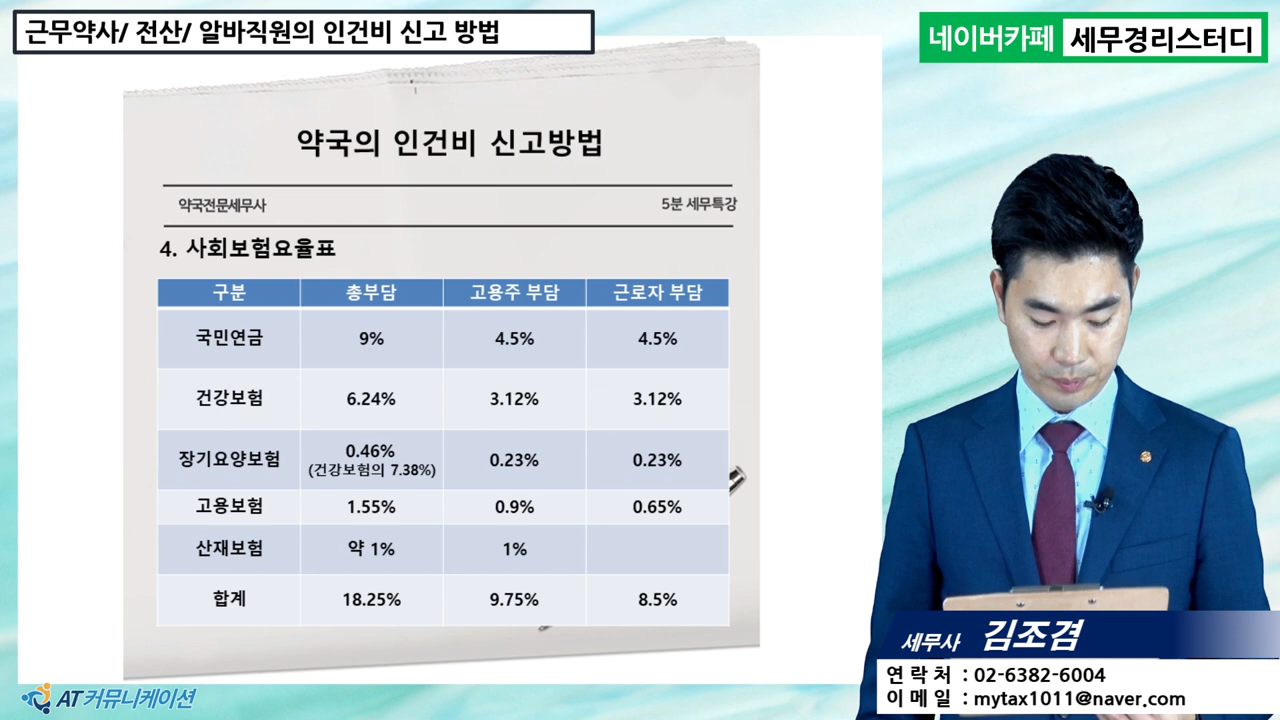 근무약사/ 전산/ 알바직원의 인건비 신고 방법
네이버카페 세무경리스터디
약국의 인건비 신고방법
약국전문세무사 5분 세무특강
4. 사회보험요율표
구분 총부담 고용주 부담 근로자 부담
국민연금 9% 4.5% 4.5%
건강보험 6.24% 3.12% 3.12%
장기요양보험 0.46% 0.23% 0.23%
(건강보험의 7.38%)
고용보험 1.55% 0.9% 0.65%
산재보험 약 1% 1%
합계 18.25% 9.75% 8.5%
세무사 김조겸
연 락 처 : 02-6382-6004
이 메 일 : mytax1011@naver.com
AT커뮤니케이션